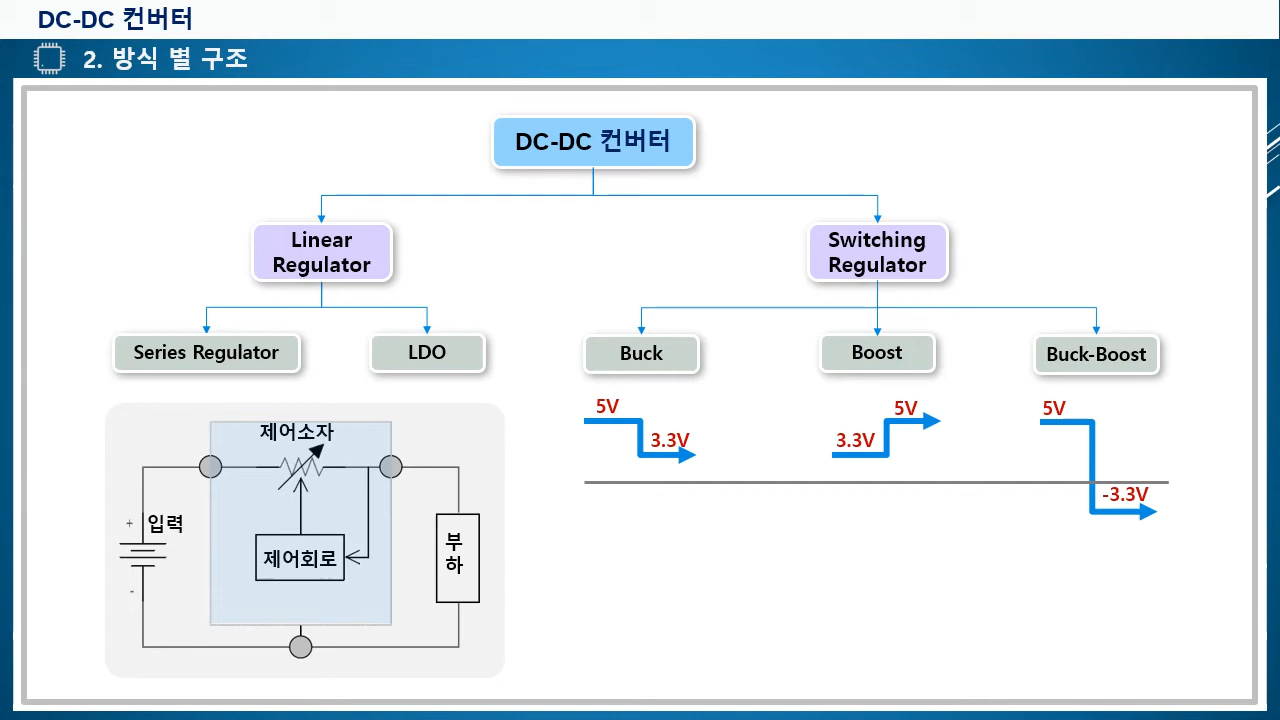 DC-DC 컨버터
2. 방식 별 구조
DC-DC 컨버터
Linear
Regulator
Switching
Regulator
Series Regulator
LDO
Buck
Boost
Buck-Boost
5V
3.3V
3.3V
5V
5V
-3.3V
제어소자
+
입력
-
제어회로
부
하